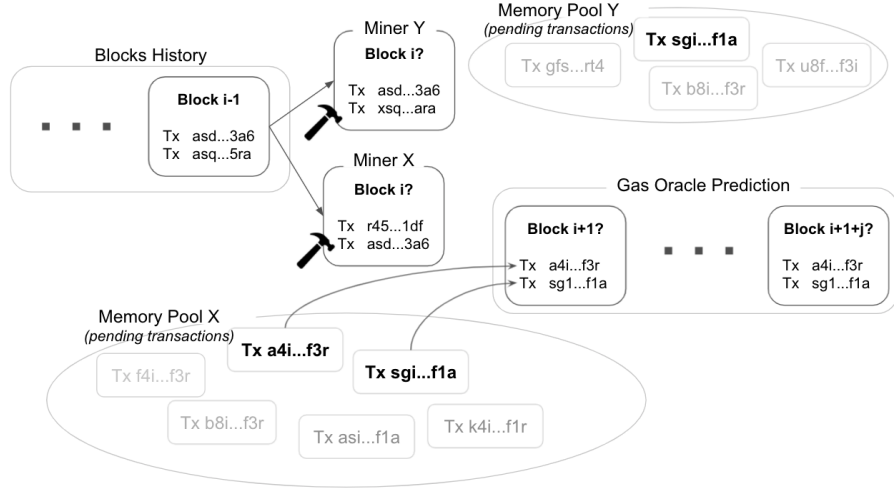 Blocks History
Block i-1
Tx asd...3a6
Tx asq...5ra
Miner Y
Block i?
Tx asd...3a6
Tx xsq...ara
Miner X
Block i?
Tx r45...1df
Tx asd...3a6
Memory Pool Y
(pending transactions)
Tx sgi...f1a
Tx gfs...rt4
Tx u8f...f3i
Tx b8i...f3r
Gas Oracle Prediction
Block i+1?
Tx a4i...f3r
Tx sg1...f1a
Block i+1+j?
Tx a4i...f3r
Tx sg1...f1a
Memory Pool X
(pending transactions)
Tx a4i...f3r
Tx sgi...f1a
Tx f4i...f3r
Tx b8i...f3r
Tx asi...f1a
Tx k4i...f1r